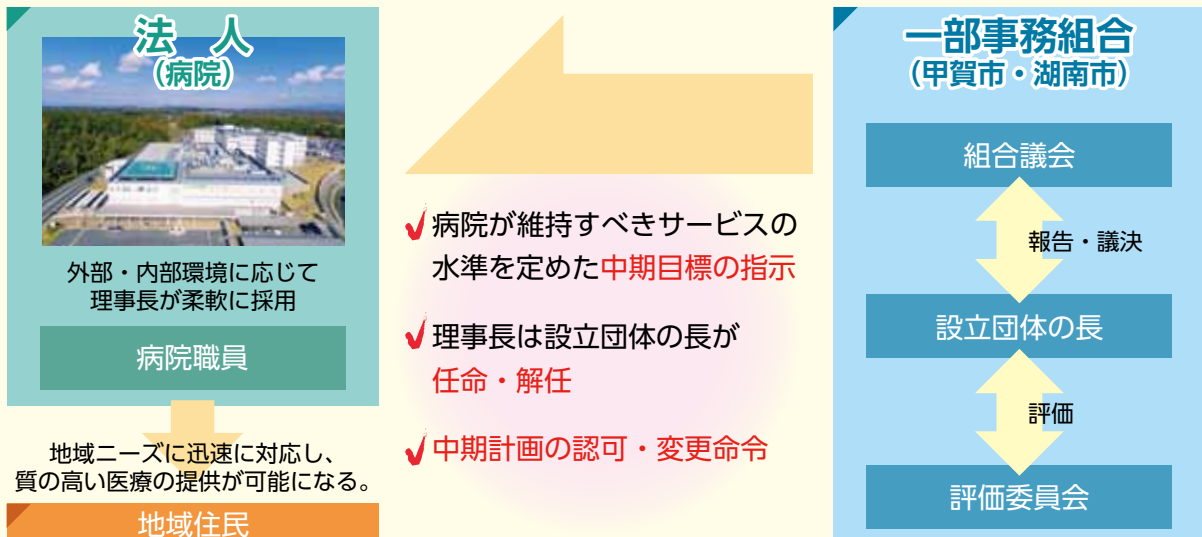 法 人
（病院）
外部・内部環境に応じて
理事長が柔軟に採用
病院職員
地域ニーズに迅速に対応し、
質の高い医療の提供が可能になる。
地域住民
病院が維持すべきサービスの
水準を定めた中期目標の指示
理事長は設立団体の長が
任命・解任
中期計画の認可・変更命令
一部事務組合
（甲賀市・湖南市）
組合議会
報告・議決
設立団体の長
評価
評価委員会